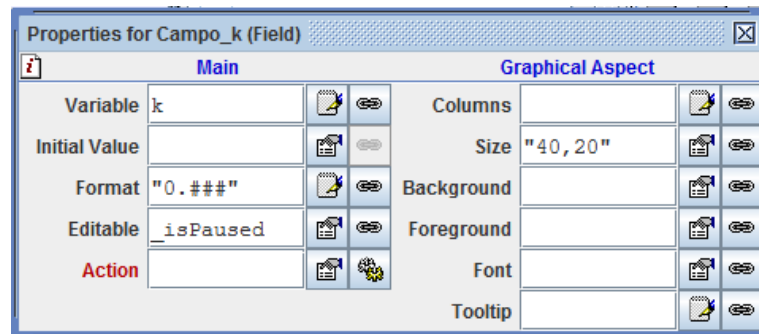 Properties for Campo_k (Field)
i Main Graphical Aspect
Variable k Columns
Initial Value Size "40,20"
Format "0.###" Background
Editable _isPaused Foreground
Action Font
Tooltip